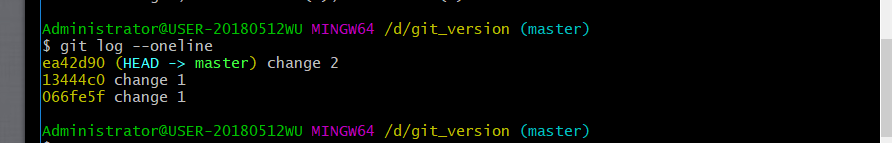 Administrator@USER-20180512WU MINGW64 /d/git_version (master)
$ git log --oneline
ea42d90 (HEAD -> master) change 2
13444c0 change 1
066fe5f change 1
Administrator@USER-20180512WU MINGW64 /d/git_version (master)